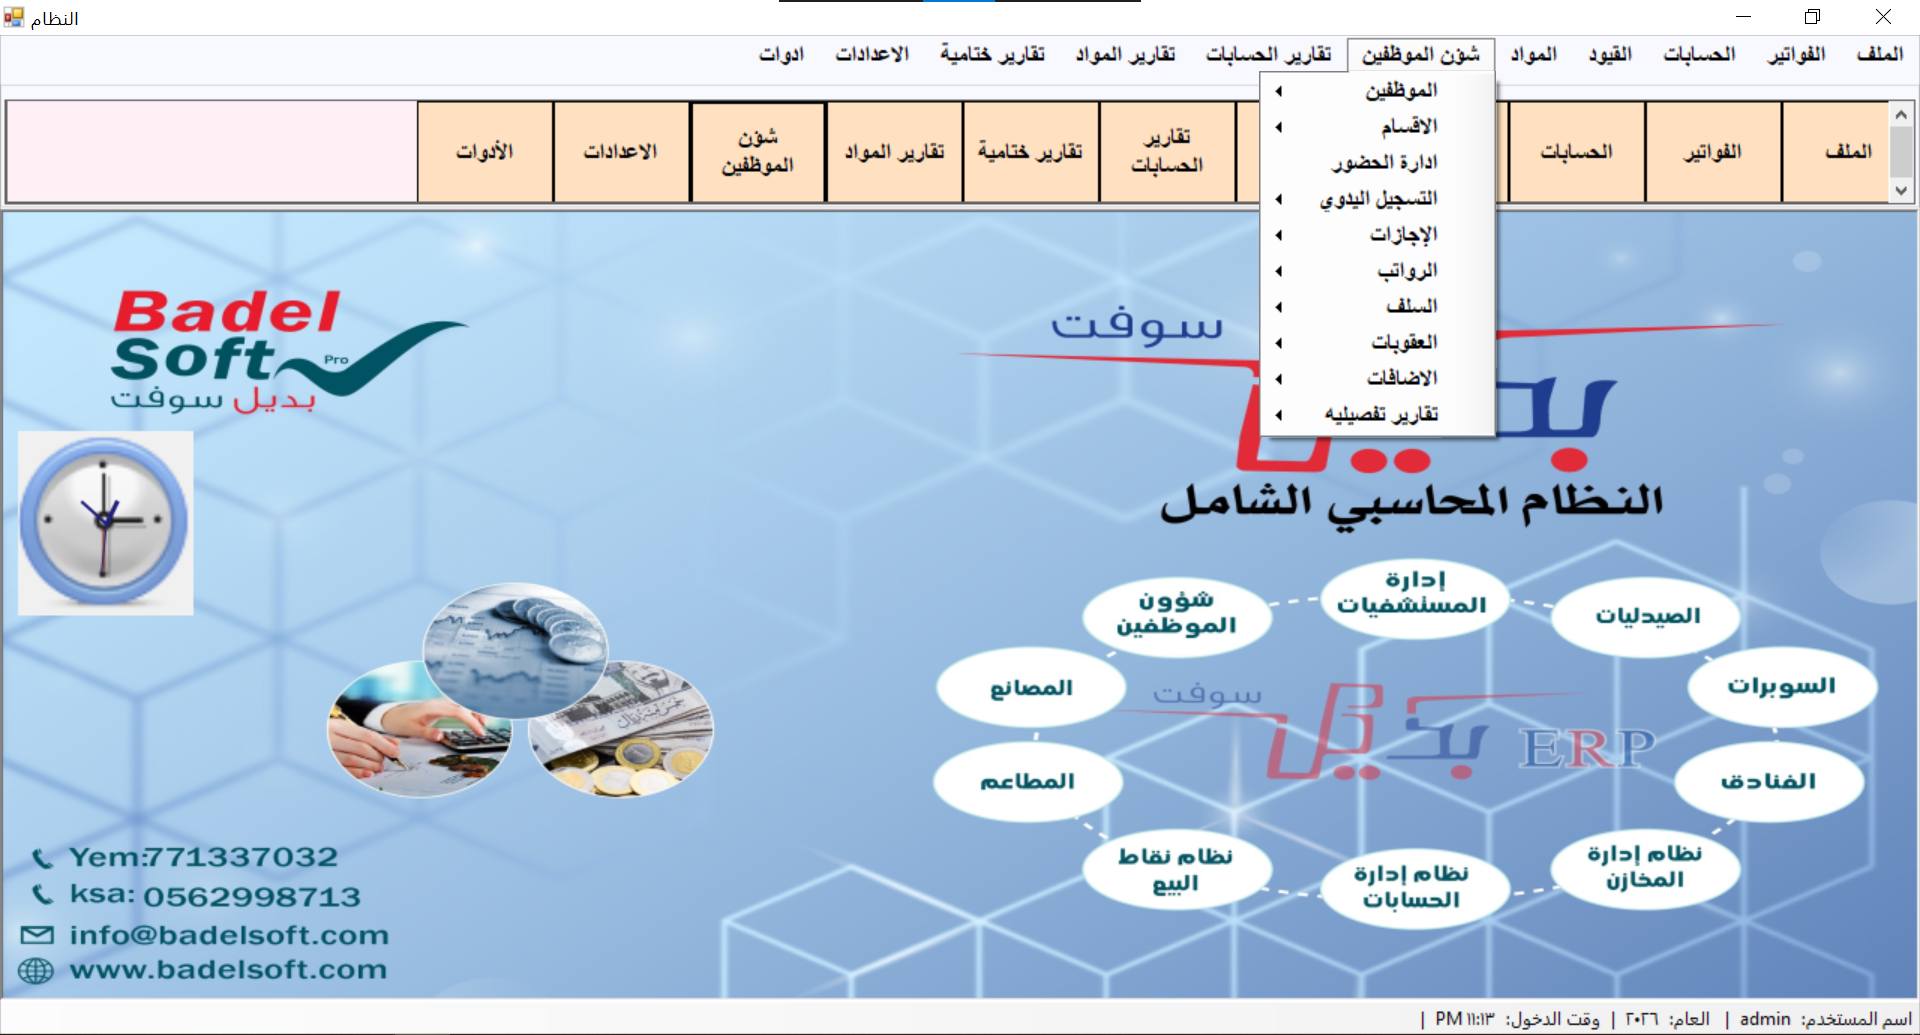 النظام
الملف
الفواتير
الحسابات
القيود
المواد
شؤن الموظفين
تقارير الحسابات
تقارير المواد
تقارير ختامية
الاعدادات
ادوات
الملف
الفواتير
الحسابات
تقارير
الحسابات
تقارير ختامية
تقارير المواد
شؤن
الموظفين
الاعدادات
الأدوات
الموظفين
الاقسام
ادارة الحضور
التسجيل اليدوي
الإجازات
الرواتب
السلف
العقوبات
الاضافات
تقارير تفصيليه
Badel
Soft Pro
بديل سوفت
سوفت
بديل
النظام المحاسبي الشامل
إدارة
المستشفيات
شؤون
الموظفين
الصيدليات
المصانع
السوبرات
سوفت
بديل ERP
المطاعم
الفنادق
نظام نقاط
البيع
نظام إدارة
الحسابات
نظام إدارة
المخازن
Yem:771337032
ksa: 0562998713
info@badelsoft.com
www.badelsoft.com
اسم المستخدم: admin | العام: ٢٠٢٦ | وقت الدخول: ١١:١٣ PM |